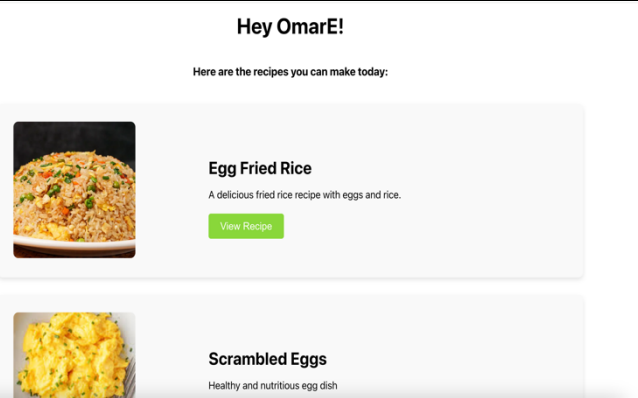 Hey OmarE!
Here are the recipes you can make today:
Egg Fried Rice
A delicious fried rice recipe with eggs and rice.
View Recipe
Scrambled Eggs
Healthy and nutritious egg dish